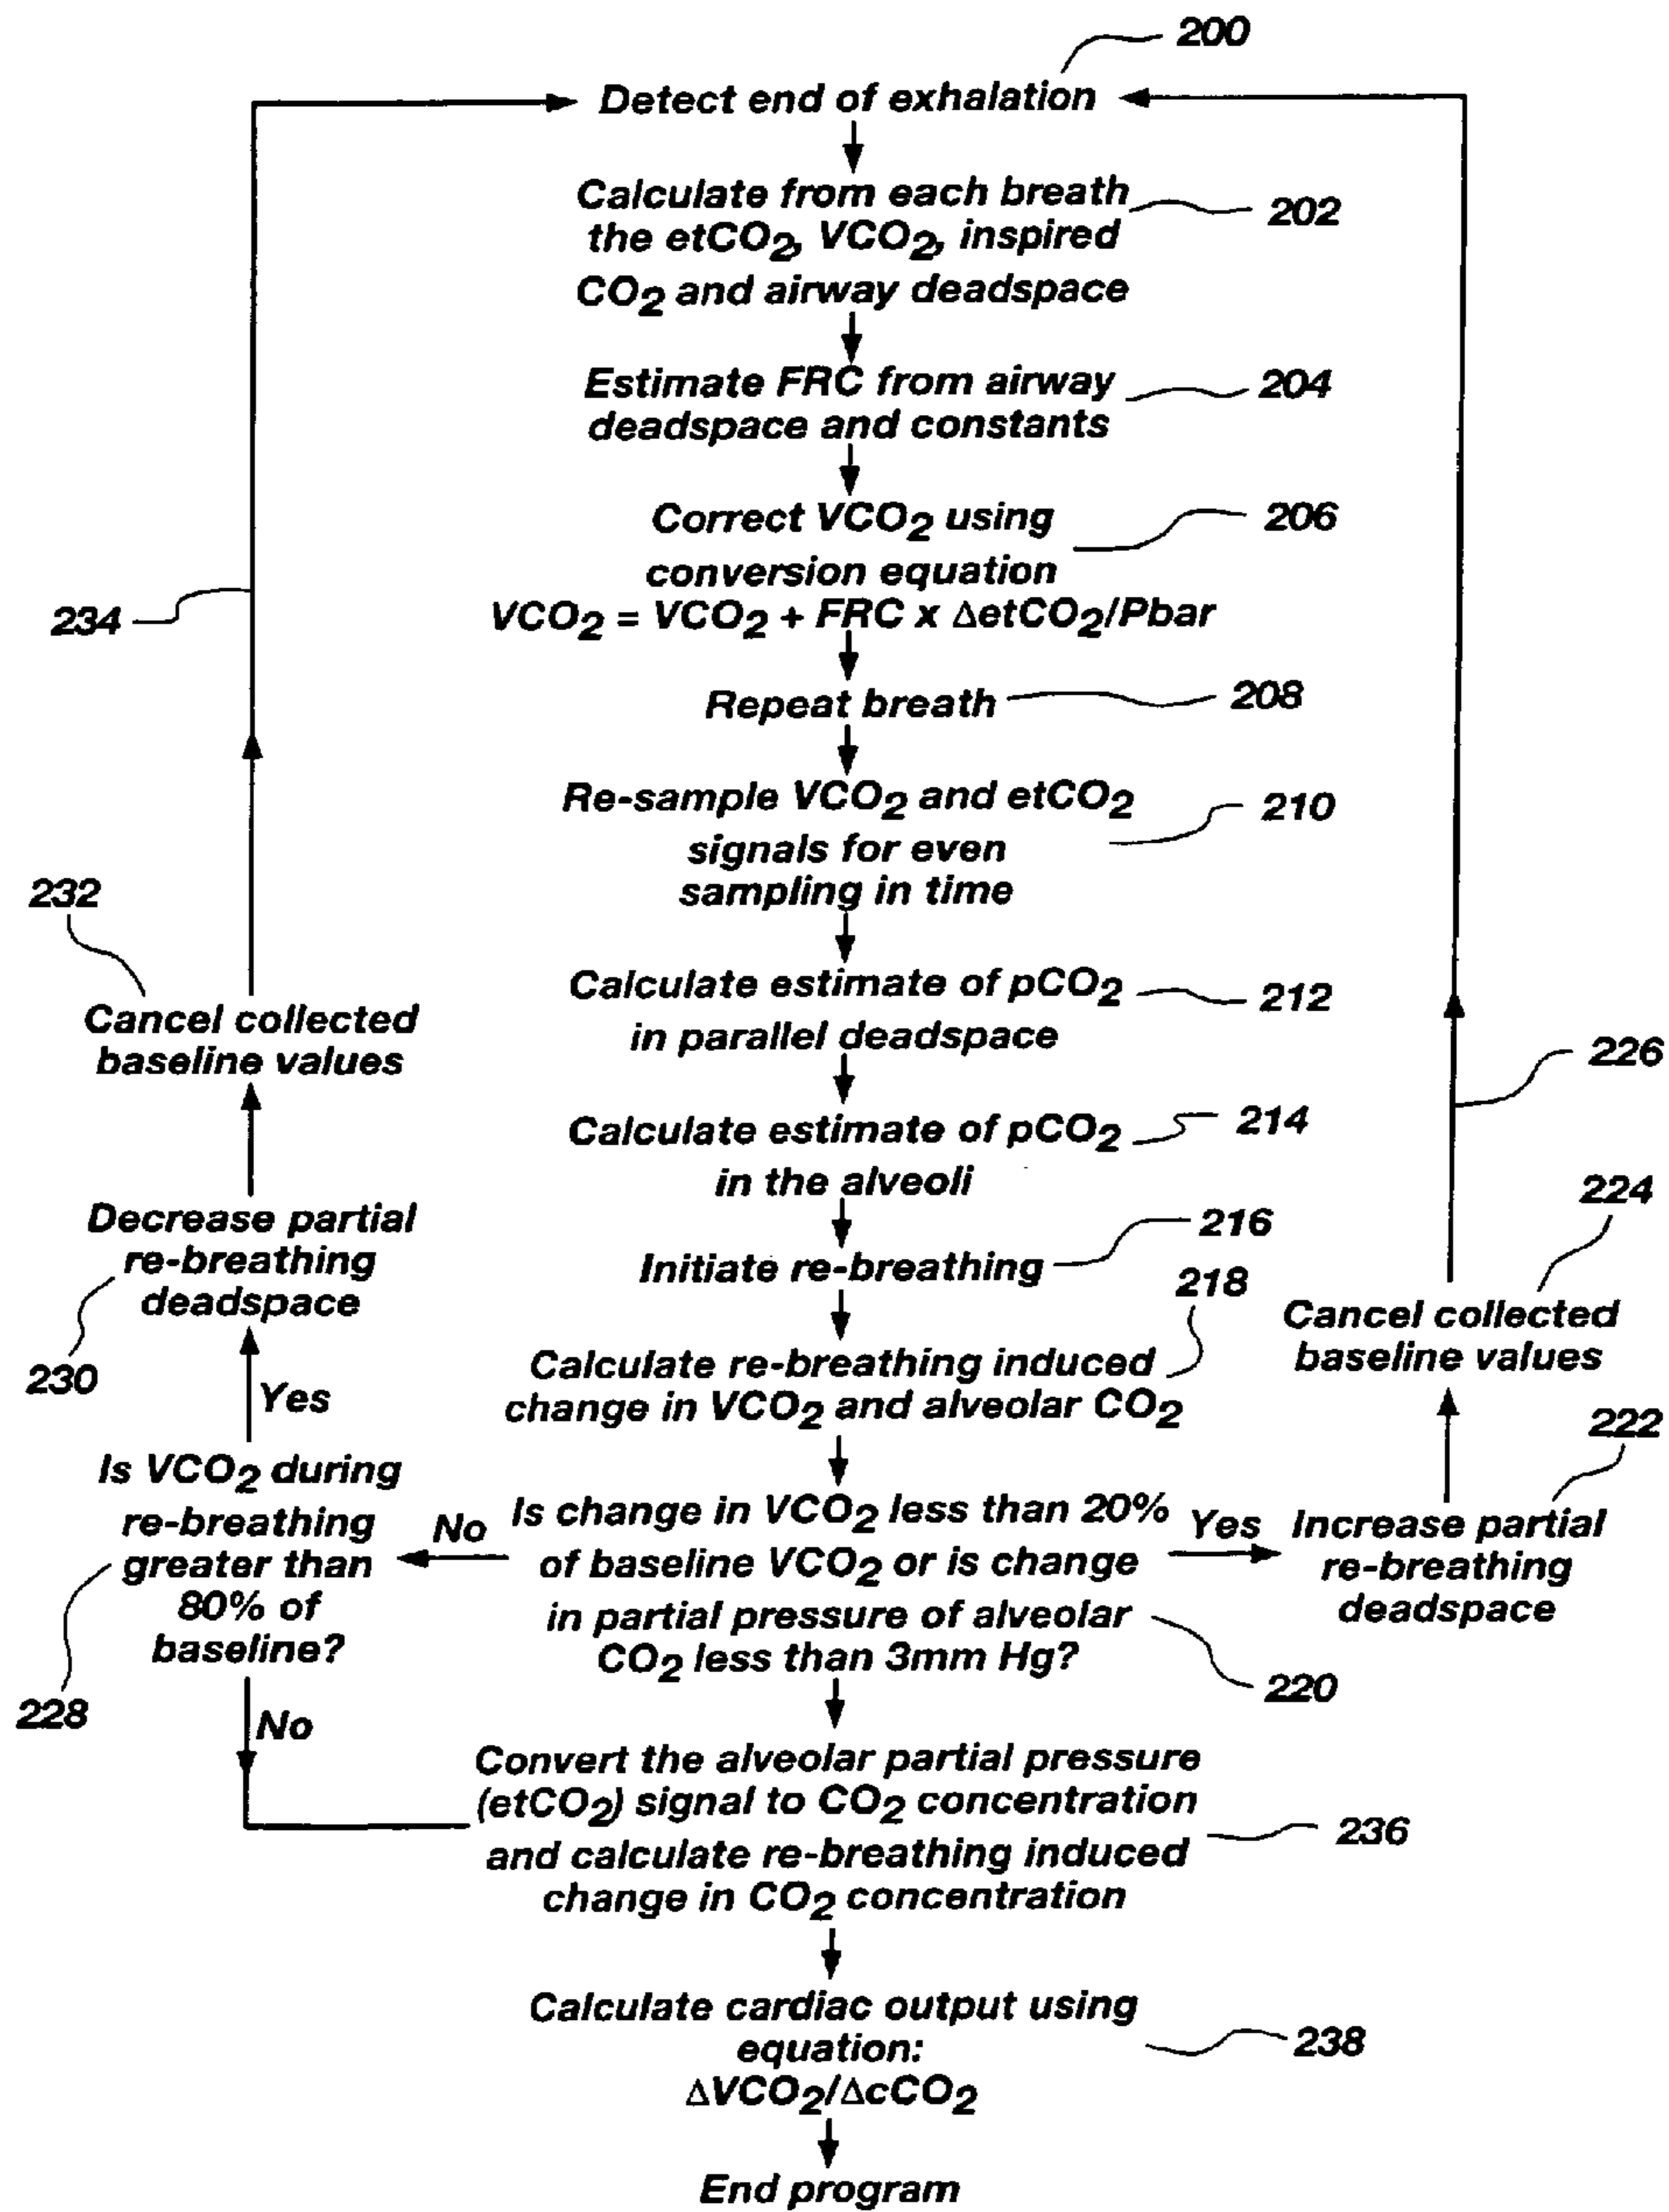 200
Detect end of exhalation
Calculate from each breath
the etCO2, VCO2, inspired
CO2 and airway deadspace
202
Estimate FRC from airway
deadspace and constants
204
Correct VCO2 using
conversion equation
VCO2 = VCO2 + FRC x ΔetCO2/Pbar
206
234
Repeat breath
208
Re-sample VCO2 and etCO2
signals for even
sampling in time
210
232
Cancel collected
baseline values
Calculate estimate of pCO2
in parallel deadspace
212
226
Calculate estimate of pCO2
in the alveoli
214
224
Decrease partial
re-breathing
deadspace
230
Initiate re-breathing
216
218
Cancel collected
baseline values
Calculate re-breathing induced
change in VCO2 and alveolar CO2
Yes
222
Is VCO2 during
re-breathing
greater than
80% of
baseline?
228
No
Is change in VCO2 less than 20%
of baseline VCO2 or is change
in partial pressure of alveolar
CO2 less than 3mm Hg?
220
Yes
Increase partial
re-breathing
deadspace
No
Convert the alveolar partial pressure
(etCO2) signal to CO2 concentration
and calculate re-breathing induced
change in CO2 concentration
236
Calculate cardiac output using
equation:
ΔVCO2/ΔcCO2
238
End program